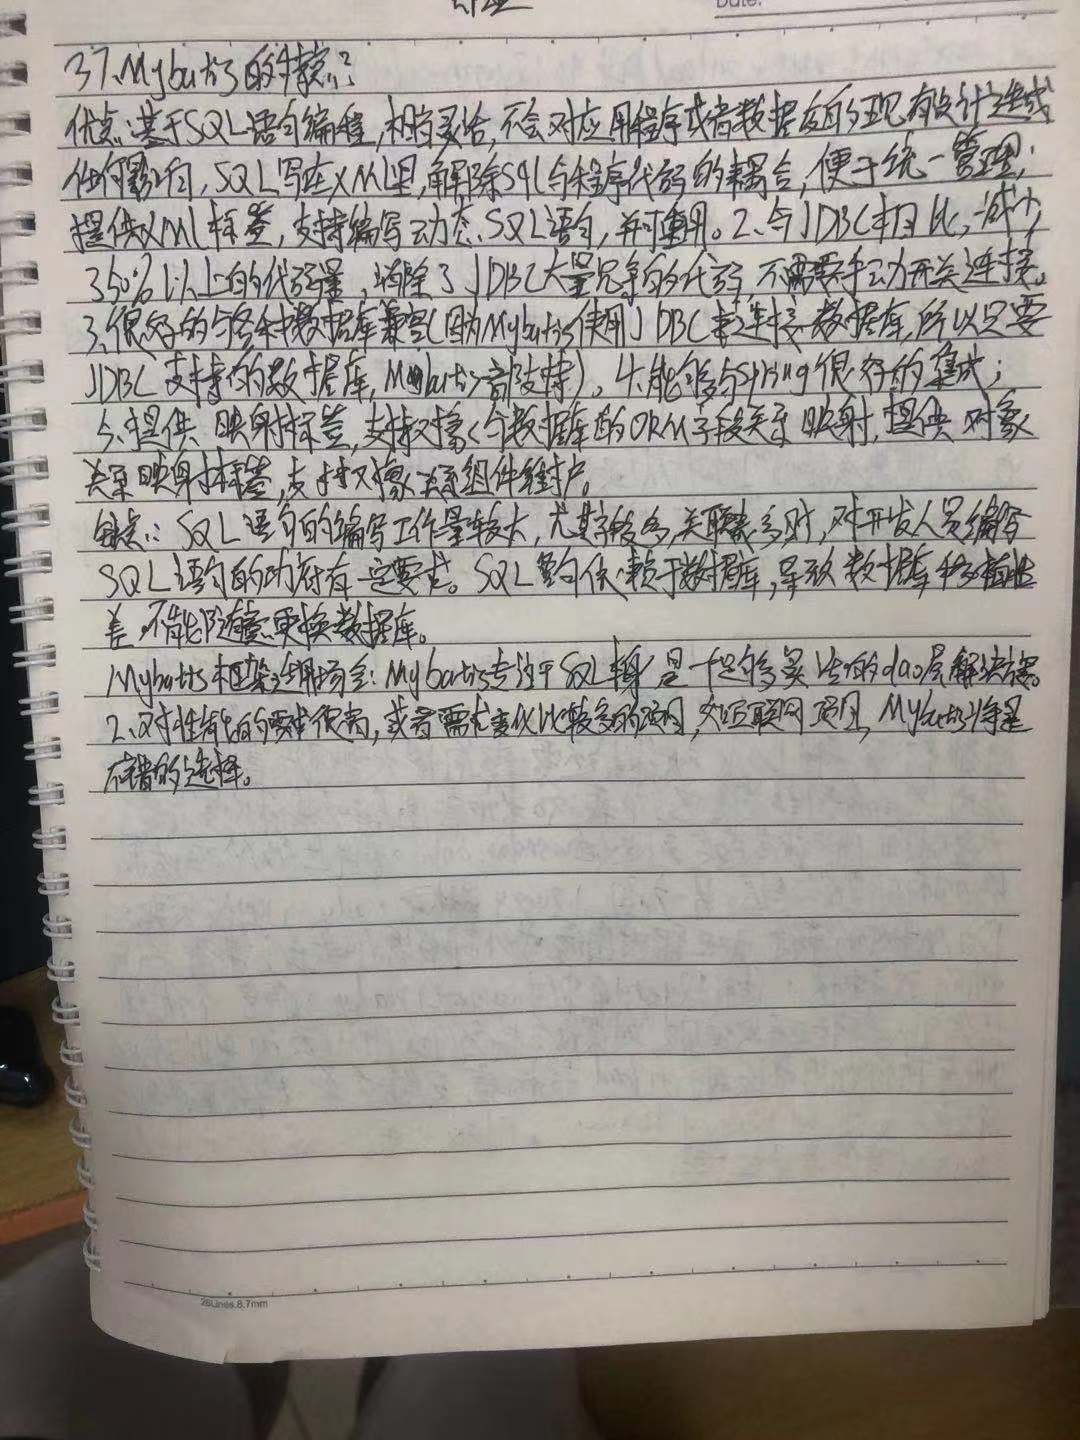 Date:
37.Mybatis的特点?
优点:基于SQL语句编程,相当灵活,不会对应用程序或者数据库的现有设计造成
任何影响,SQL写在XML里,解除sql与程序代码的耦合,便于统一管理;
提供XML标签,支持编写动态SQL语句,并可重用。2、与JDBC相比,减少
350%以上的代码量,消除了JDBC大量冗余的代码,不需要手动开关连接。
3、很好的与各种数据库兼容(因为Mybatis使用JDBC来连接数据库,所以只要
JDBC支持的数据库,Mybatis都支持)。4.能够与Spring很好的集成;
5、提供映射标签,支持对象与数据库的ORM字段关系映射,提供对象
关系映射标签,支持对象关系组件维护。
缺点:SQL语句的编写工作量较大,尤其字段多,关联表多时,对开发人员编写
SQL语句的功底有一定要求。SQL语句依赖于数据库,导致数据库移植性
差,不能随意更换数据库。
Mybatis框架适用场合:Mybatis专注于SQL本身,是一个足够灵活的dao层解决方案。
2、对性能的要求很高,或者需求变化比较多的项目,如互联网项目,Mybatis将是
不错的选择。
28Lines.8.7mm